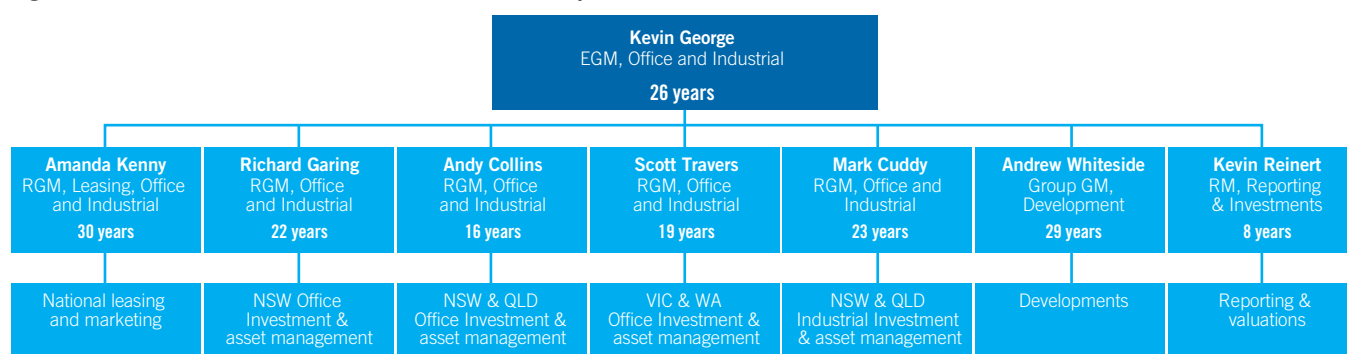 Kevin George
EGM, Office and Industrial
26 years
Amanda Kenny
RGM, Leasing, Office
and Industrial
30 years
Richard Garing
RGM, Office
and Industrial
22 years
Andy Collins
RGM, Office
and Industrial
16 years
Scott Travers
RGM, Office
and Industrial
19 years
Mark Cuddy
RGM, Office and
Industrial
23 years
Andrew Whiteside
Group GM,
Development
29 years
Kevin Reinert
RM, Reporting
& Investments
8 years
National leasing
and marketing
NSW Office
Investment &
asset management
NSW & QLD
Office Investment &
asset management
VIC & WA
Office Investment &
asset management
NSW & QLD
Industrial Investment
& asset management
Developments
Reporting &
valuations